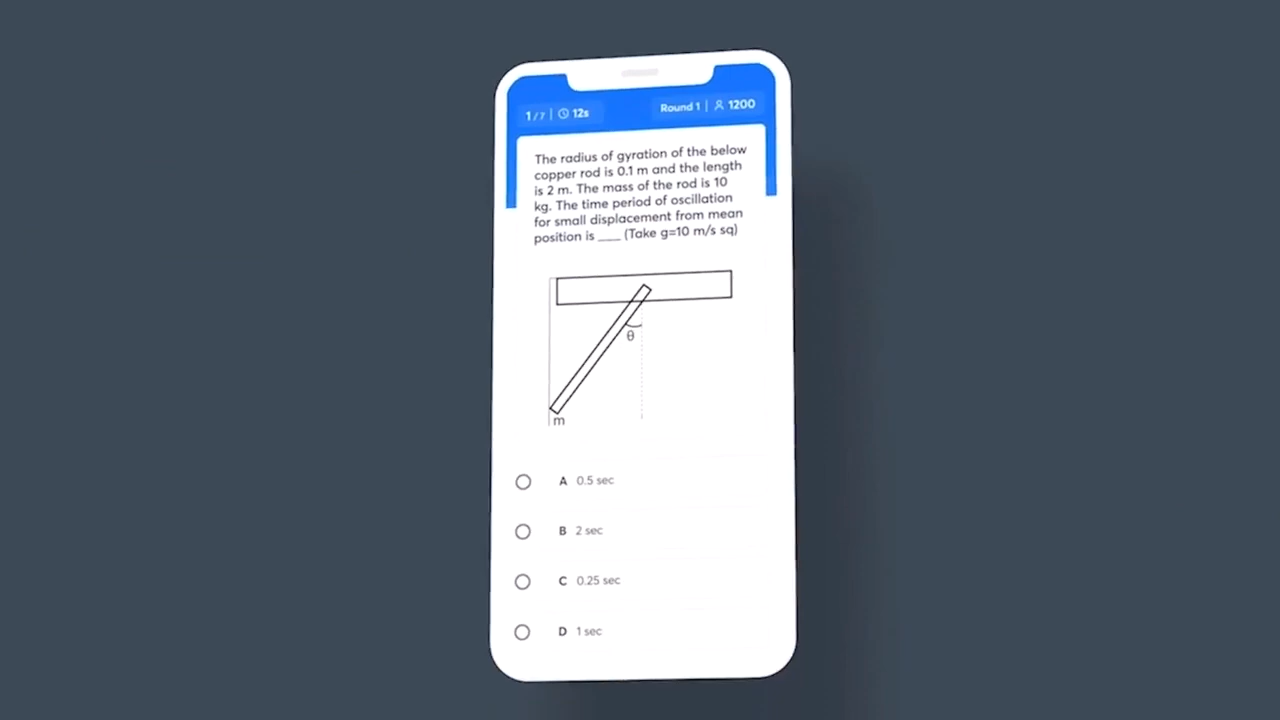 1/7 | 12s
Round 1 | 1200
The radius of gyration of the below
copper rod is 0.1 m and the length
is 2 m. The mass of the rod is 10
kg. The time period of oscillation
for small displacement from mean
position is ___ (Take g=10 m/s sq)
θ
m
A 0.5 sec
B 2 sec
C 0.25 sec
D 1 sec